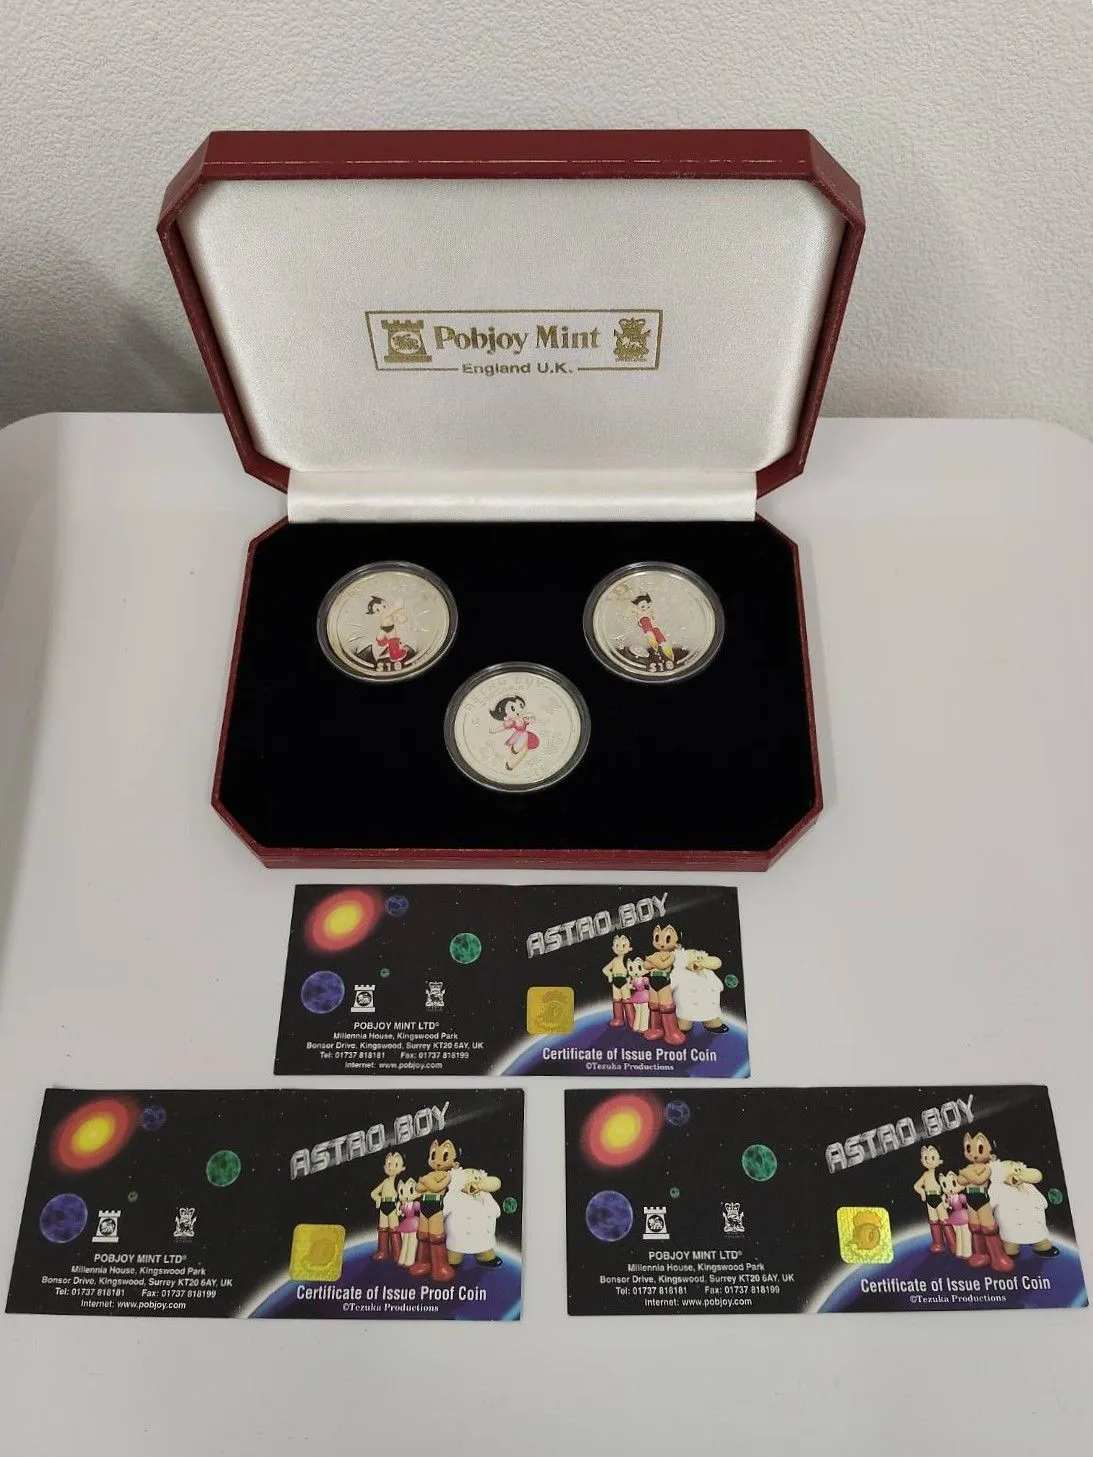 Pobjoy Mint
England U.K.
$10
$10
ASTRO BOY
ASTRO BOY
POBJOY MINT LTD®
Millennia House, Kingswood Park
Bonsor Drive, Kingswood, Surrey KT20 6AY, UK
Tel: 01737 818181 Fax: 01737 818199
Internet: www.pobjoy.com
Certificate of Issue Proof Coin
©Tezuka Productions
ASTRO BOY
POBJOY MINT LTD®
Millennia House, Kingswood Park
Bonsor Drive, Kingswood, Surrey KT20 6AY, UK
Tel: 01737 818181 Fax: 01737 818199
Internet: www.pobjoy.com
Certificate of Issue Proof Coin
©Tezuka Productions
ASTRO BOY
POBJOY MINT LTD®
Millennia House, Kingswood Park
Bonsor Drive, Kingswood, Surrey KT20 6AY, UK
Tel: 01737 818181 Fax: 01737 818199
Internet: www.pobjoy.com
Certificate of Issue Proof Coin
©Tezuka Productions